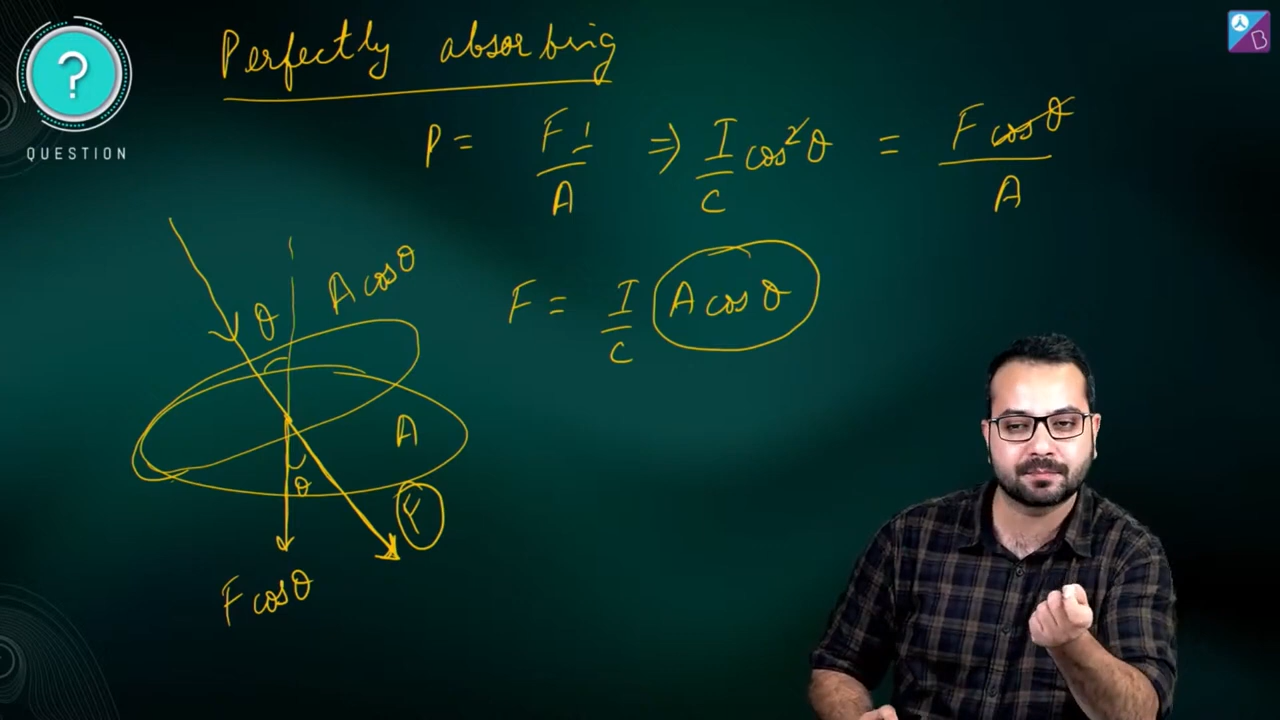 Perfectly absorbing
?
QUESTION
P = F⊥/A ⇒ I/c cos²θ = F cosθ/A
F = I/c A cosθ
A cosθ
θ
A
θ
F
F cosθ
B